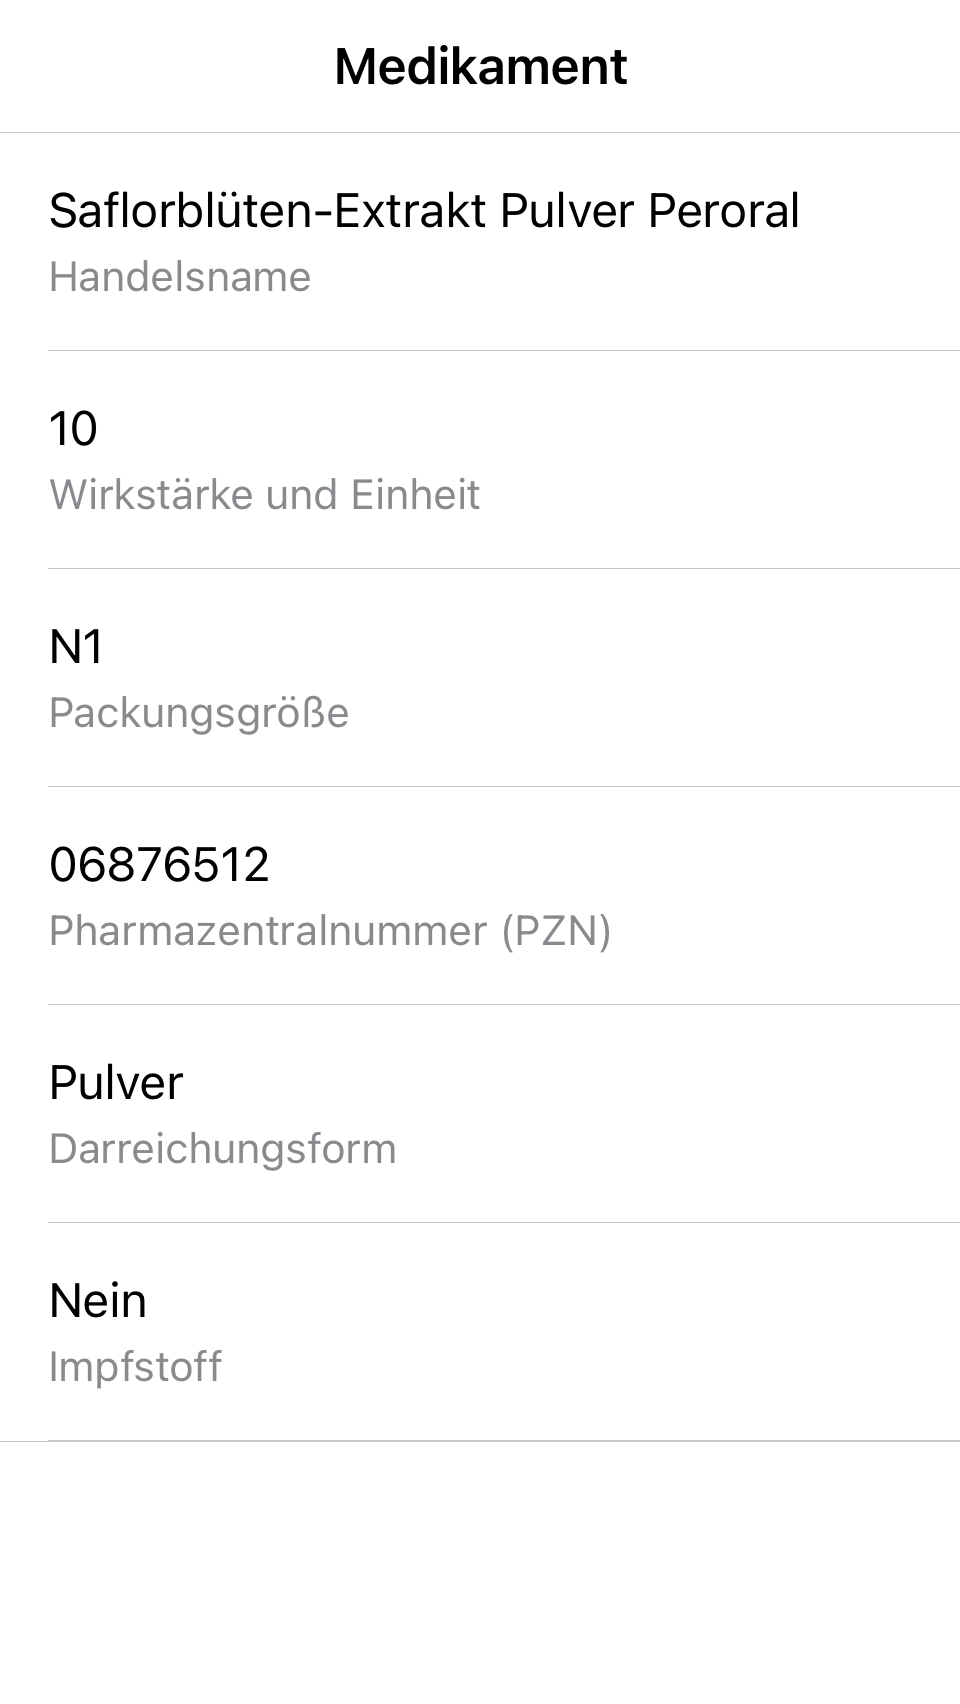 Medikament
Saflorblüten-Extrakt Pulver Peroral
Handelsname
10
Wirkstärke und Einheit
N1
Packungsgröße
06876512
Pharmazentralnummer (PZN)
Pulver
Darreichungsform
Nein
Impfstoff